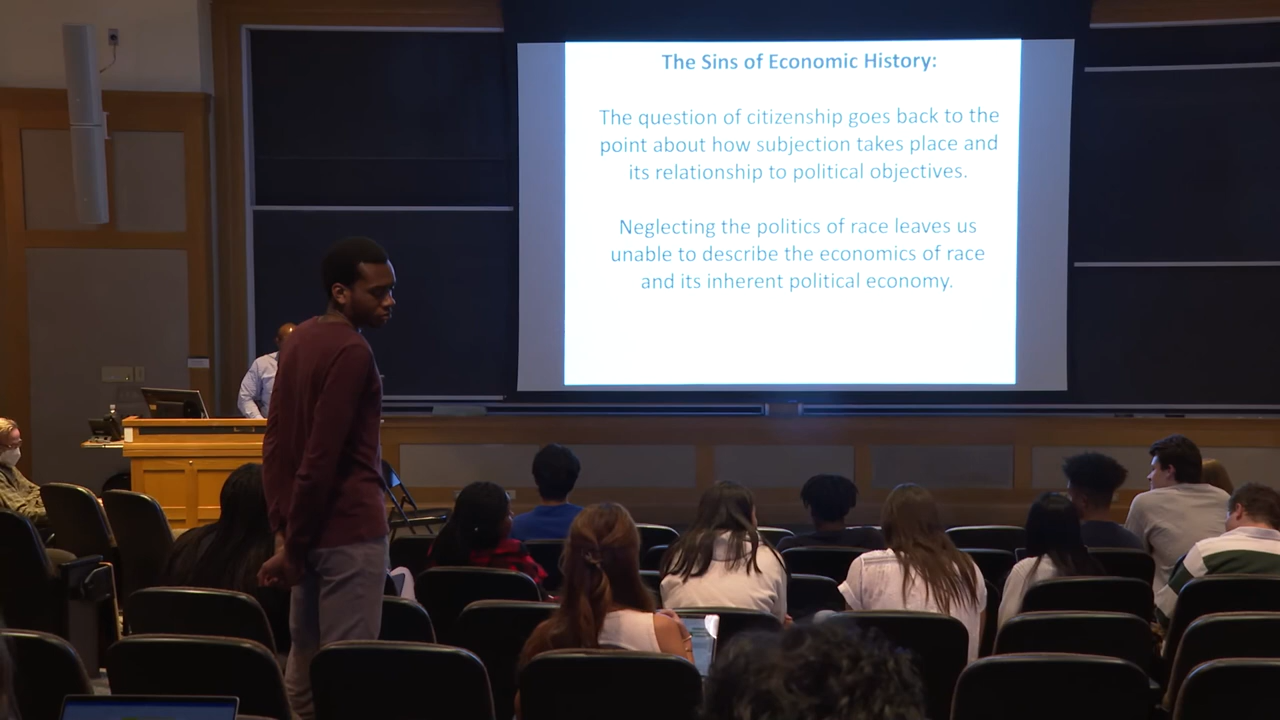 The Sins of Economic History:
The question of citizenship goes back to the
point about how subjection takes place and
its relationship to political objectives.
Neglecting the politics of race leaves us
unable to describe the economics of race
and its inherent political economy.